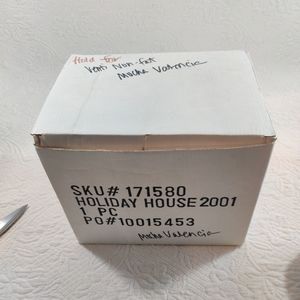 Hold for
Venti Non-fat
Mocha Valencia
SKU# 171580
HOLIDAY HOUSE 2001
1 PC
PO#10015453
Mocha Valencia